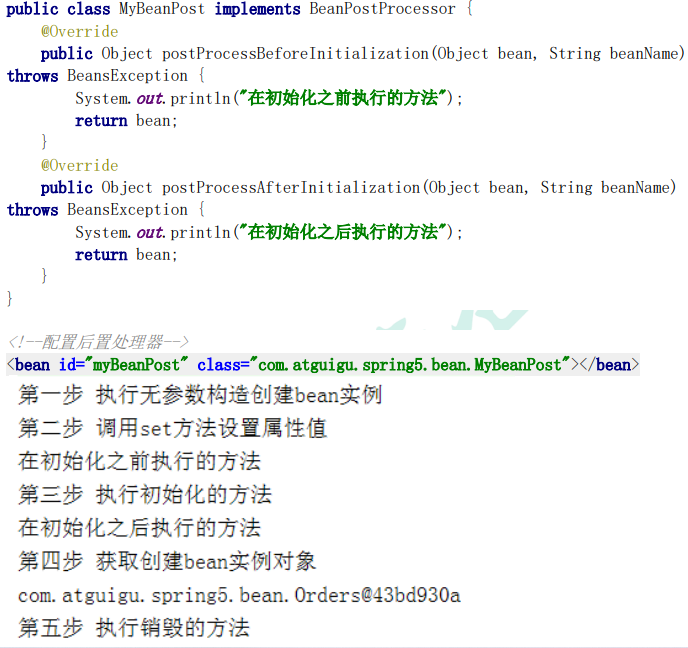 public class MyBeanPost implements BeanPostProcessor {
@Override
public Object postProcessBeforeInitialization(Object bean, String beanName)
throws BeansException {
System.out.println("在初始化之前执行的方法");
return bean;
}
@Override
public Object postProcessAfterInitialization(Object bean, String beanName)
throws BeansException {
System.out.println("在初始化之后执行的方法");
return bean;
}
}
<!--配置后置处理器-->
<bean id="myBeanPost" class="com.atguigu.spring5.bean.MyBeanPost"></bean>
第一步 执行无参数构造创建bean实例
第二步 调用set方法设置属性值
在初始化之前执行的方法
第三步 执行初始化的方法
在初始化之后执行的方法
第四步 获取创建bean实例对象
com.atguigu.spring5.bean.Orders@43bd930a
第五步 执行销毁的方法